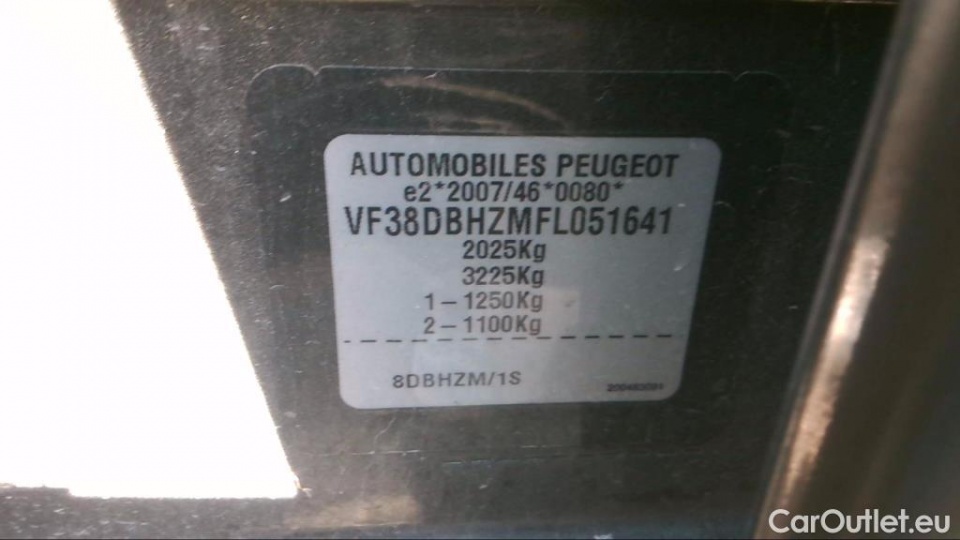 AUTOMOBILES PEUGEOT
e2*2007/46*0080*
VF38DBHZMFL051641
2025Kg
3225Kg
1-1250Kg
2-1100Kg
8DBHZM/1S
CarOutlet.eu